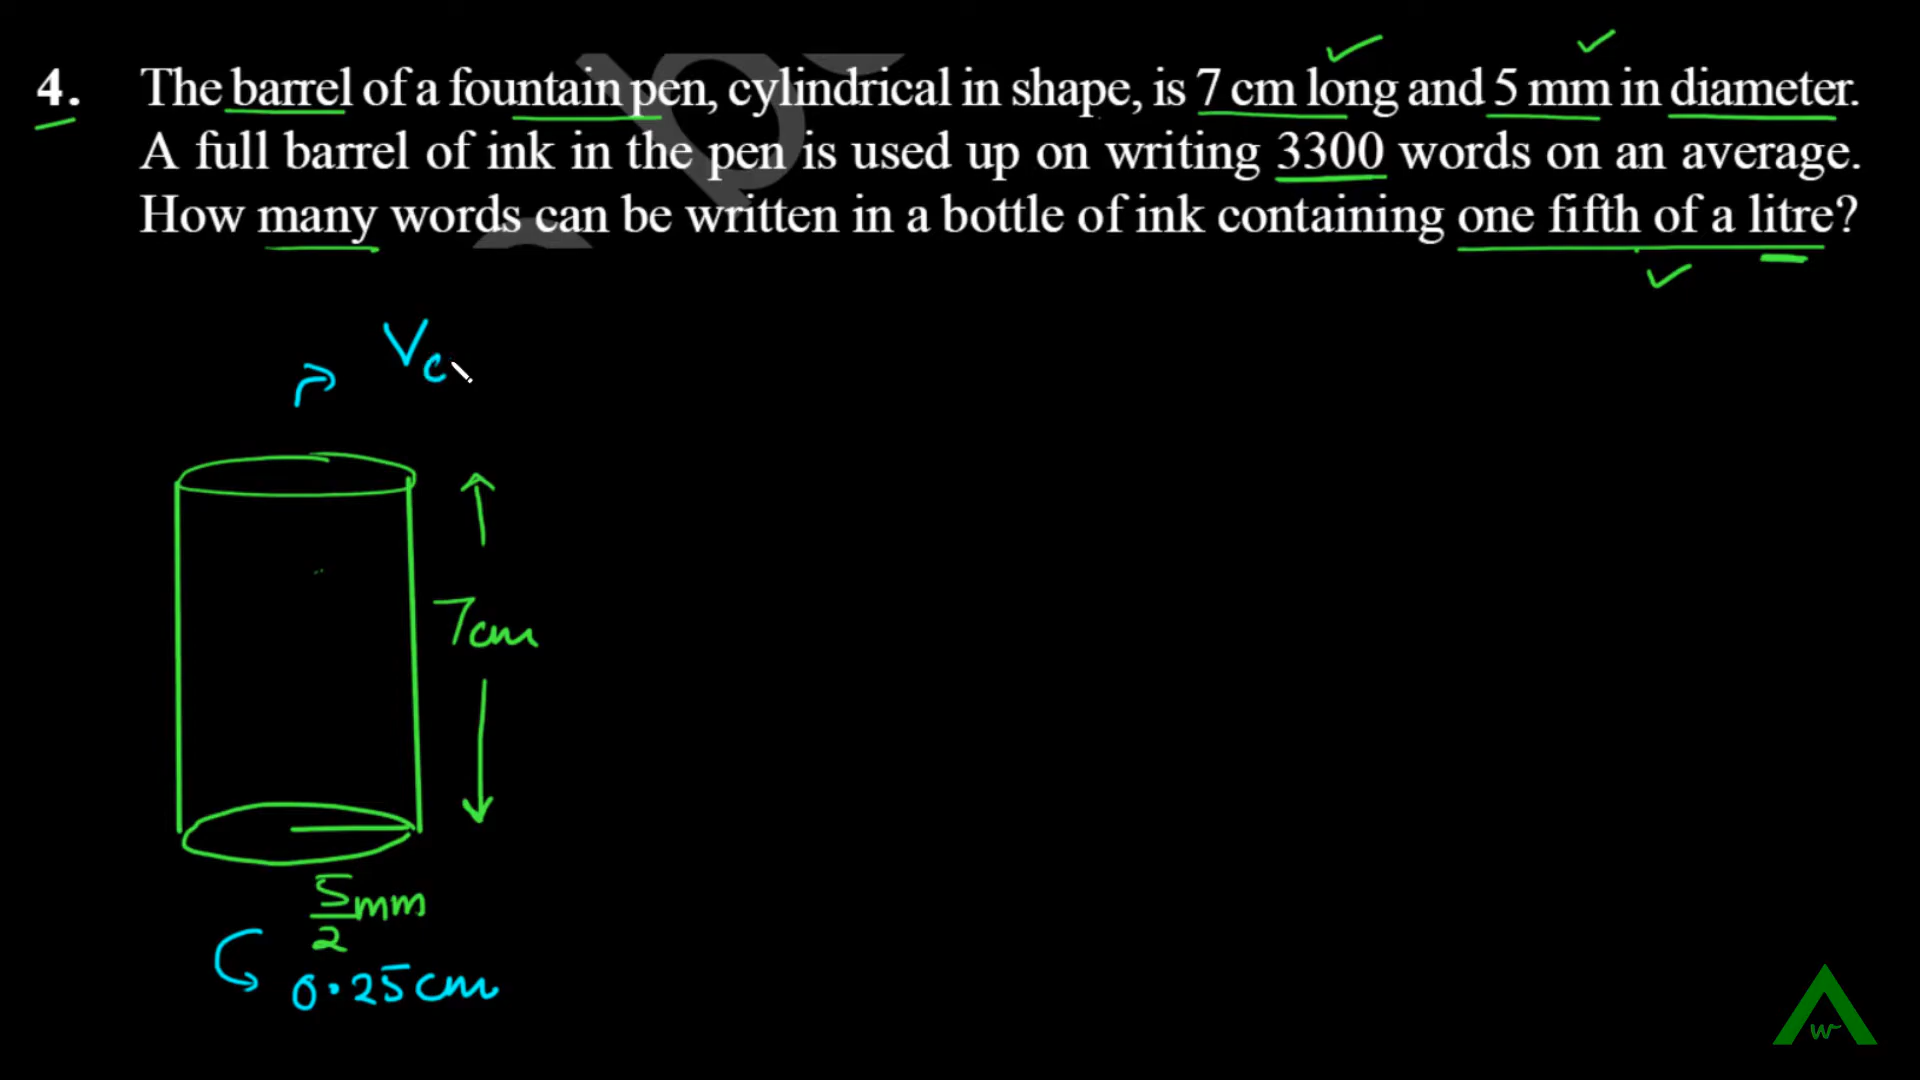 4. The barrel of a fountain pen, cylindrical in shape, is 7 cm long and 5 mm in diameter.
A full barrel of ink in the pen is used up on writing 3300 words on an average.
How many words can be written in a bottle of ink containing one fifth of a litre?
Vc
7cm
5/2 mm
0.25cm
W